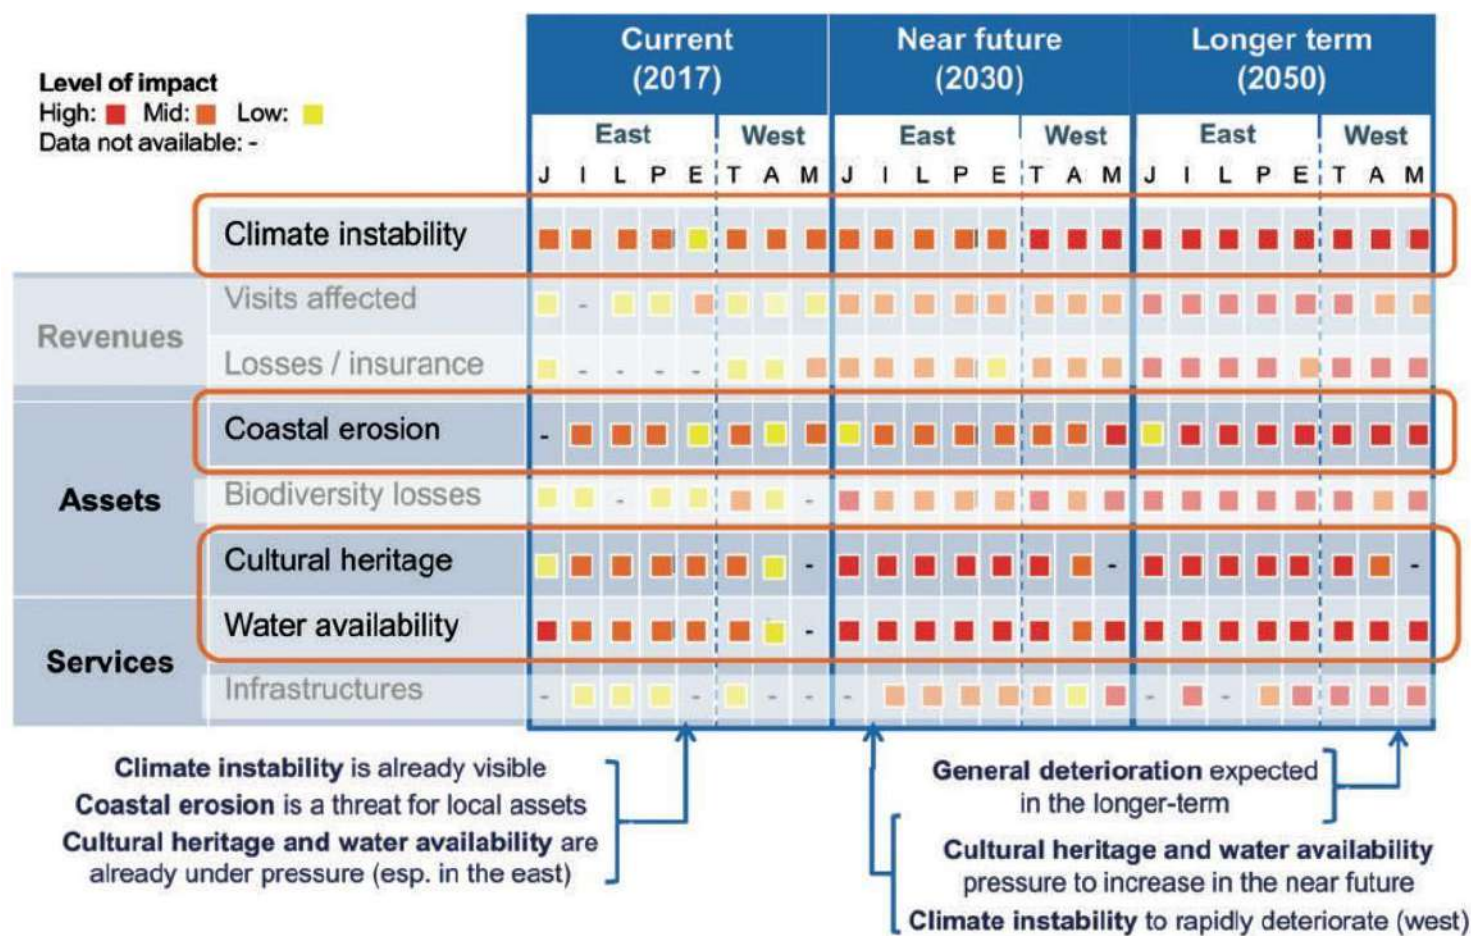 Current
(2017)
Near future
(2030)
Longer term
(2050)
Level of impact
High: Mid: Low:
Data not available: -
East West East West East West
J I L P E T A M J I L P E T A M J I L P E T A M
Climate instability
Revenues
Visits affected
-
Losses / insurance
- - - -
Assets
Coastal erosion
-
Biodiversity losses
- -
Cultural heritage
- - -
Services
Water availability
-
Infrastructures
- - - - - - -
Climate instability is already visible
Coastal erosion is a threat for local assets
Cultural heritage and water availability are
already under pressure (esp. in the east)
General deterioration expected
in the longer-term
Cultural heritage and water availability
pressure to increase in the near future
Climate instability to rapidly deteriorate (west)